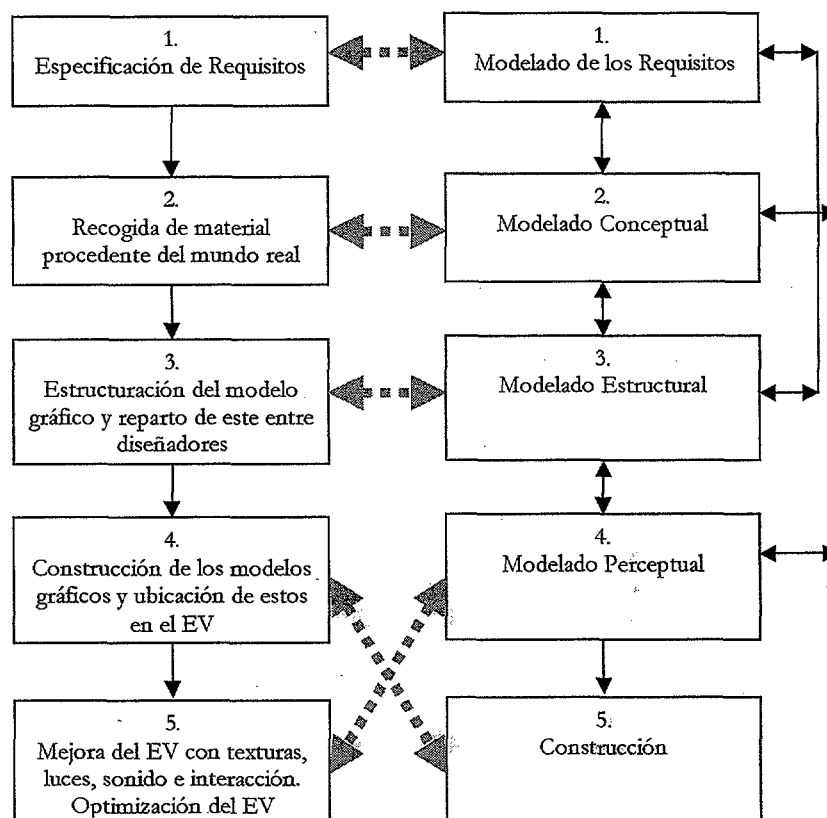 1.
Especificación de Requisitos
2.
Recogida de material
procedente del mundo real
3.
Estructuración del modelo
gráfico y reparto de este entre
diseñadores
4.
Construcción de los modelos
gráficos y ubicación de estos
en el EV
5.
Mejora del EV con texturas,
luces, sonido e interacción.
Optimización del EV
1.
Modelado de los Requisitos
2.
Modelado Conceptual
3.
Modelado Estructural
4.
Modelado Perceptual
5.
Construcción